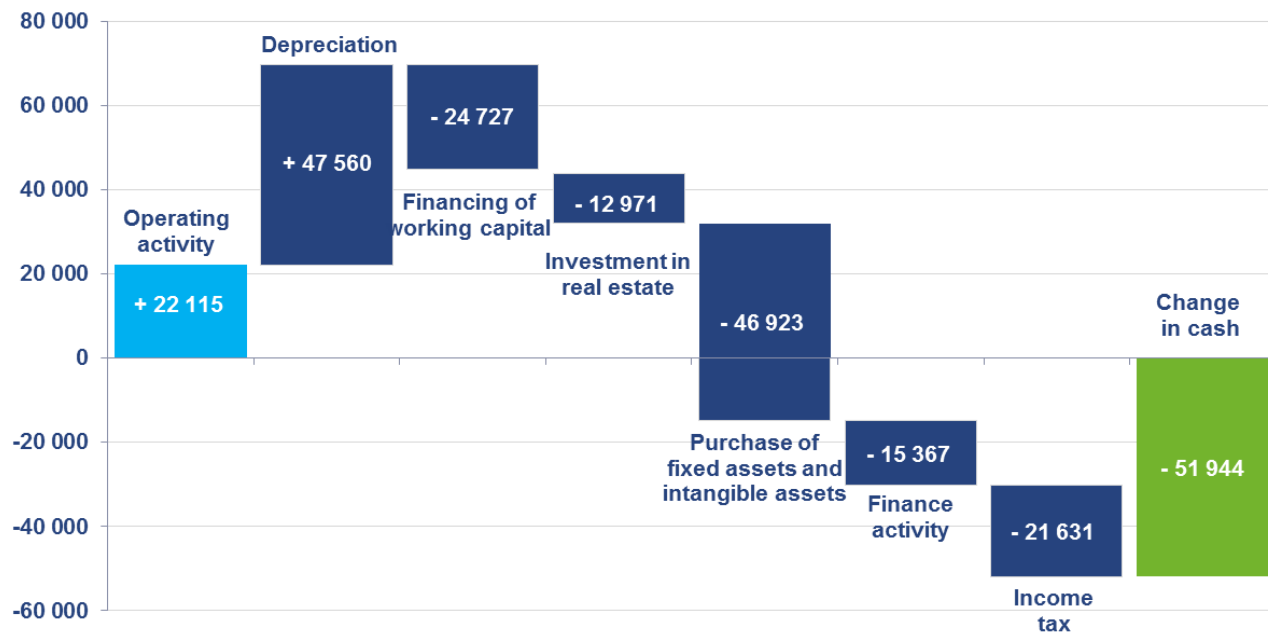 80 000
60 000
40 000
20 000
0
-20 000
-40 000
-60 000
Operating
activity
+ 22 115
Depreciation
+ 47 560
- 24 727
Financing of
working capital
- 12 971
Investment in
real estate
- 46 923
Purchase of
fixed assets and
intangible assets
- 15 367
Finance
activity
- 21 631
Income
tax
Change
in cash
- 51 944